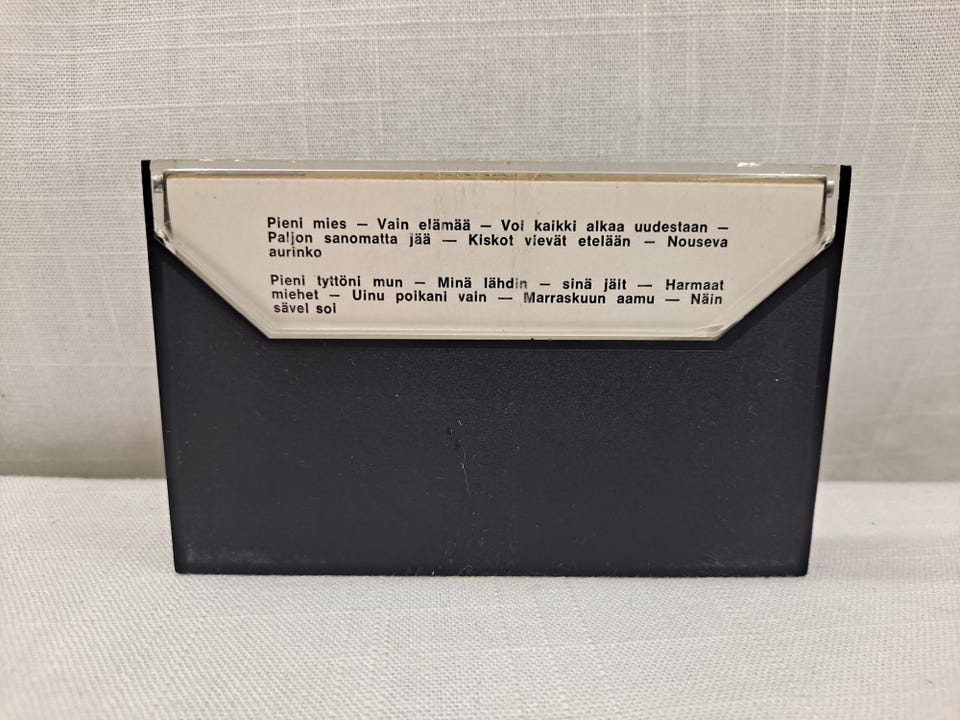 Pieni mies — Vain elämää — Voi kaikki alkaa uudestaan —
Paljon sanomatta jää — Kiskot vievät etelään — Nouseva
aurinko
Pieni tyttöni mun — Minä lähdin — sinä jäit — Harmaat
miehet — Uinu poikani vain — Marraskuun aamu — Näin
sävel soi